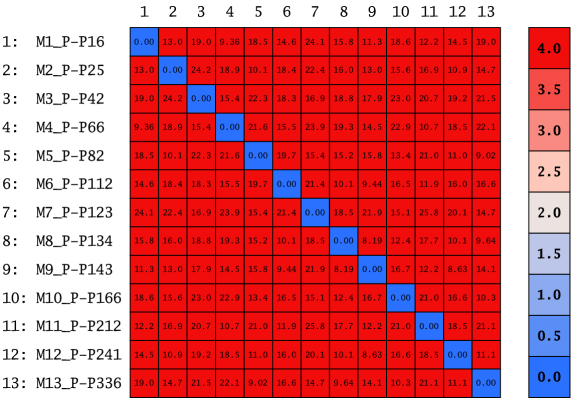 1 2 3 4 5 6 7 8 9 10 11 12 13
1: M1_P-P16 0.00 13.0 19.0 9.36 18.5 14.6 24.1 15.8 11.3 18.6 12.2 14.5 19.0
2: M2_P-P25 13.0 0.00 24.2 18.9 10.1 18.4 22.4 16.0 13.0 15.6 16.9 10.9 14.7
3: M3_P-P42 19.0 24.2 0.00 15.4 22.3 18.3 16.9 18.8 17.9 23.0 20.7 19.2 21.5
4: M4_P-P66 9.36 18.9 15.4 0.00 21.6 15.5 23.9 19.3 14.5 22.9 10.7 18.5 22.1
5: M5_P-P82 18.5 10.1 22.3 21.6 0.00 19.7 15.4 15.2 15.8 13.4 21.0 11.0 9.02
6: M6_P-P112 14.6 18.4 18.3 15.5 19.7 0.00 21.4 10.1 9.44 16.5 11.9 16.0 16.6
7: M7_P-P123 24.1 22.4 16.9 23.9 15.4 21.4 0.00 18.5 21.9 15.1 25.8 20.1 14.7
8: M8_P-P134 15.8 16.0 18.8 19.3 15.2 10.1 18.5 0.00 8.19 12.4 17.7 10.1 9.64
9: M9_P-P143 11.3 13.0 17.9 14.5 15.8 9.44 21.9 8.19 0.00 16.7 12.2 8.63 14.1
10: M10_P-P166 18.6 15.6 23.0 22.9 13.4 16.5 15.1 12.4 16.7 0.00 21.0 16.6 10.3
11: M11_P-P212 12.2 16.9 20.7 10.7 21.0 11.9 25.8 17.7 12.2 21.0 0.00 18.5 21.1
12: M12_P-P241 14.5 10.9 19.2 18.5 11.0 16.0 20.1 10.1 8.63 16.6 18.5 0.00 11.1
13: M13_P-P336 19.0 14.7 21.5 22.1 9.02 16.6 14.7 9.64 14.1 10.3 21.1 11.1 0.00
4.0
3.5
3.0
2.5
2.0
1.5
1.0
0.5
0.0